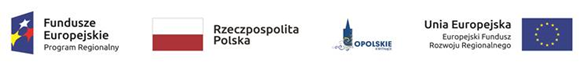 Fundusze
Europejskie
Program Regionalny
Rzeczpospolita
Polska
OPOLSKIE
Unia Europejska
Europejski Fundusz
Rozwoju Regionalnego